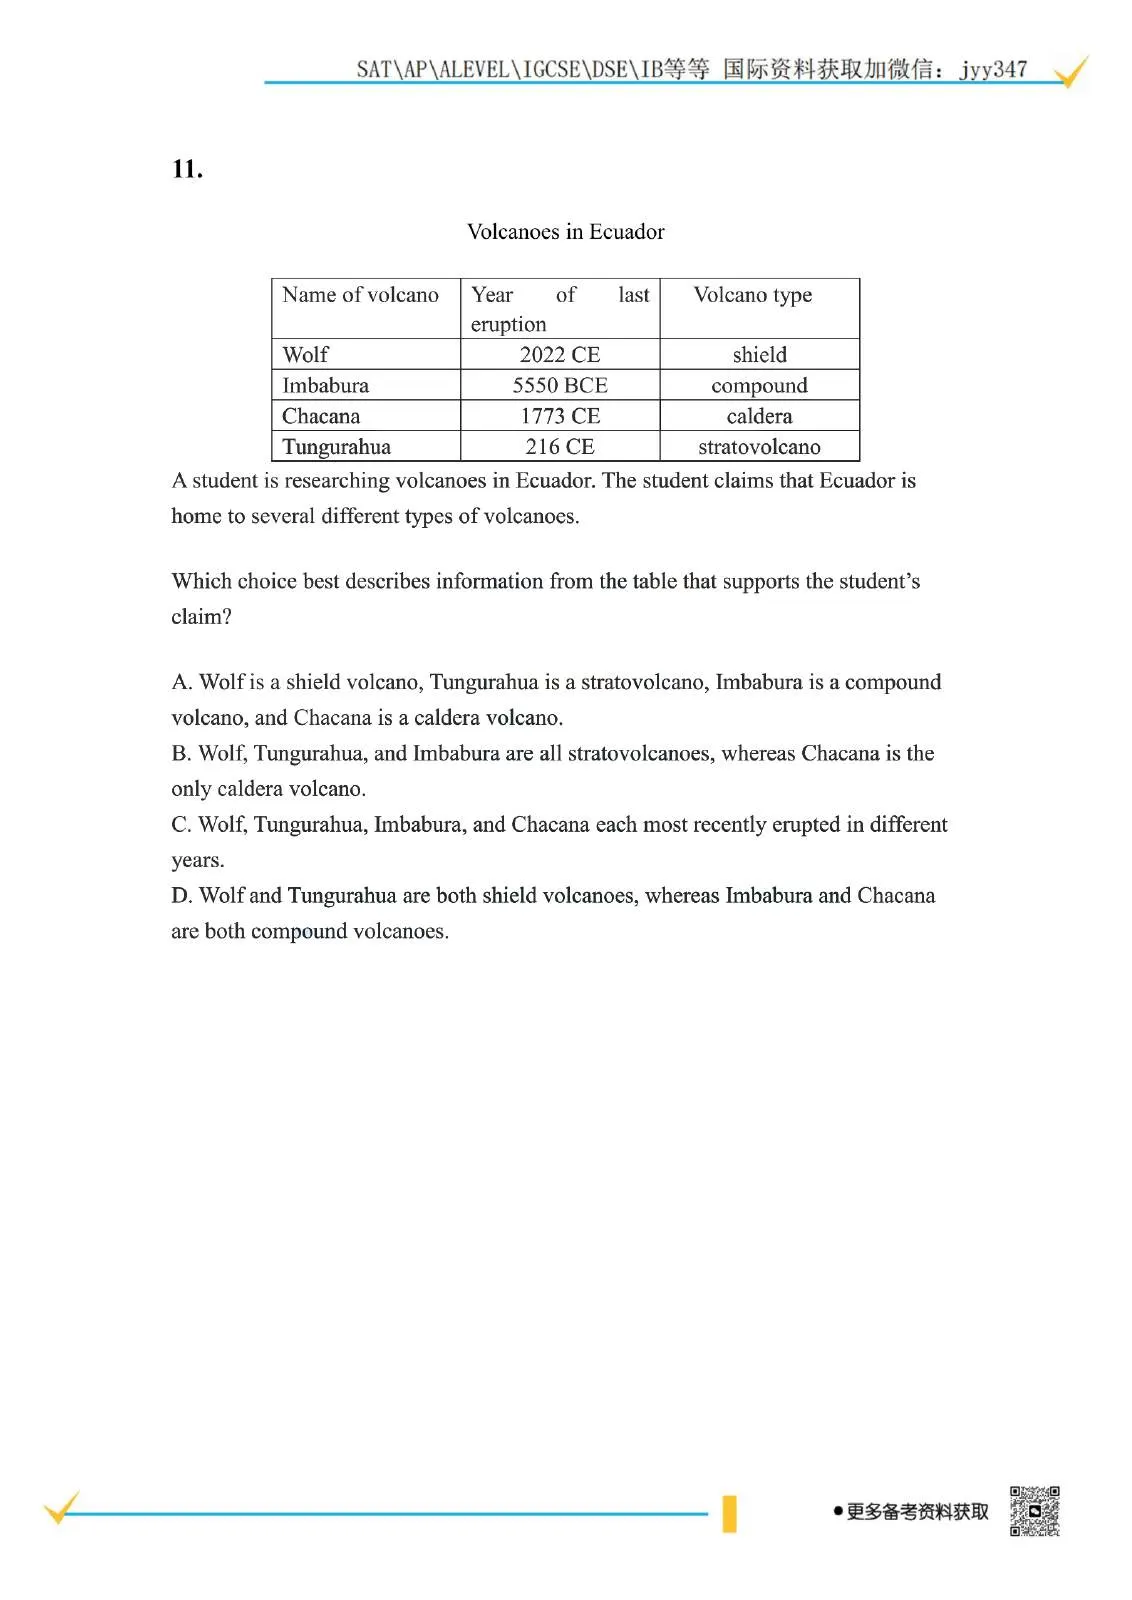 SAT\AP\ALEVEL\IGCSE\DSE\IB等等 国际资料获取加微信：jyy347
11.
Volcanoes in Ecuador
Name of volcano Year of last eruption Volcano type
Wolf 2022 CE shield
Imbabura 5550 BCE compound
Chacana 1773 CE caldera
Tungurahua 216 CE stratovolcano
A student is researching volcanoes in Ecuador. The student claims that Ecuador is
home to several different types of volcanoes.
Which choice best describes information from the table that supports the student’s
claim?
A. Wolf is a shield volcano, Tungurahua is a stratovolcano, Imbabura is a compound
volcano, and Chacana is a caldera volcano.
B. Wolf, Tungurahua, and Imbabura are all stratovolcanoes, whereas Chacana is the
only caldera volcano.
C. Wolf, Tungurahua, Imbabura, and Chacana each most recently erupted in different
years.
D. Wolf and Tungurahua are both shield volcanoes, whereas Imbabura and Chacana
are both compound volcanoes.
●更多备考资料获取